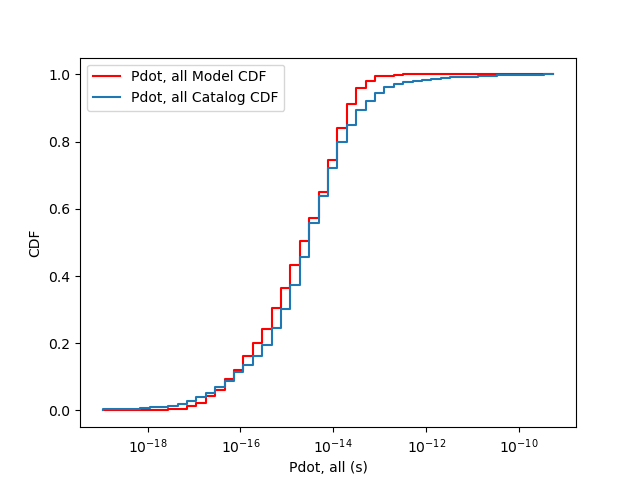 Pdot, all Model CDF
Pdot, all Catalog CDF
1.0
0.8
0.6
0.4
0.2
0.0
CDF
10⁻¹⁸
10⁻¹⁶
10⁻¹⁴
10⁻¹²
10⁻¹⁰
Pdot, all (s)